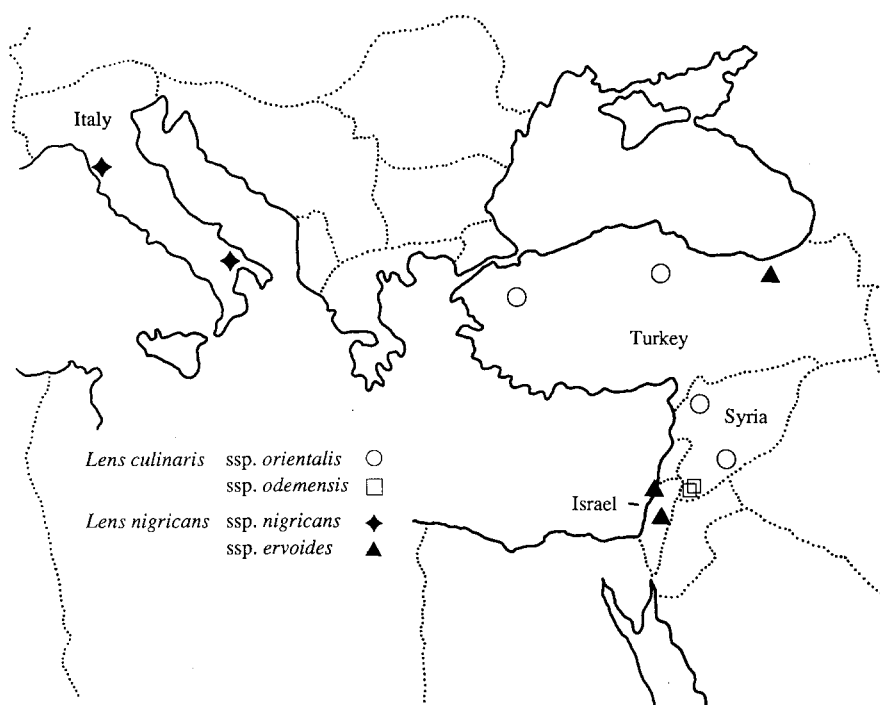 Italy
Turkey
Syria
Israel
Lens culinaris ssp. orientalis
ssp. odemensis
Lens nigricans ssp. nigricans
ssp. ervoides